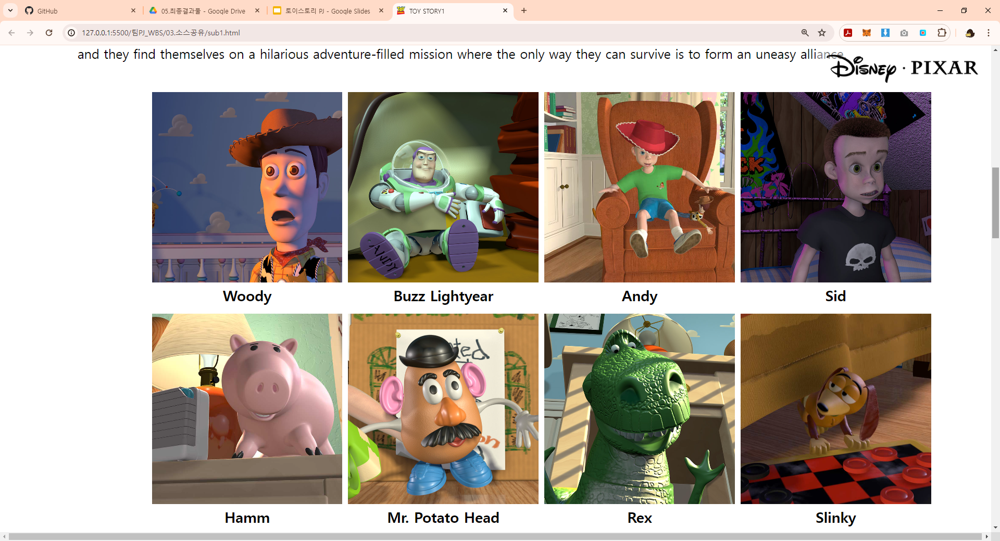 GitHub
05.최종결과물 - Google Drive
토이스토리 PJ - Google Slides
TOY STORY1
127.0.0.1:5500/팀PJ_WBS/03.소스공유/sub1.html
and they find themselves on a hilarious adventure-filled mission where the only way they can survive is to form an uneasy alliance.
Disney · PIXAR
ANDY
Woody
Buzz Lightyear
Andy
Sid
Hamm
Mr. Potato Head
Rex
Slinky